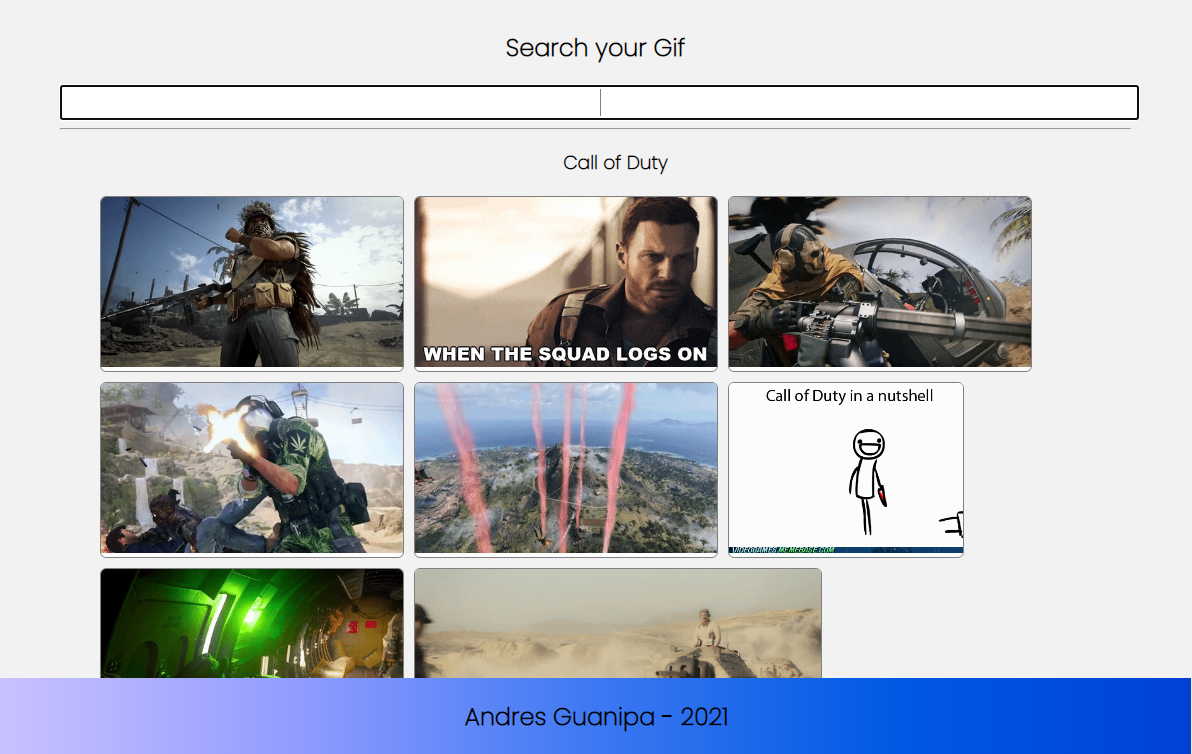 Search your Gif
Call of Duty
WHEN THE SQUAD LOGS ON
Call of Duty in a nutshell
VIDEOGAMES.MEMEBASE.COM
Andres Guanipa - 2021